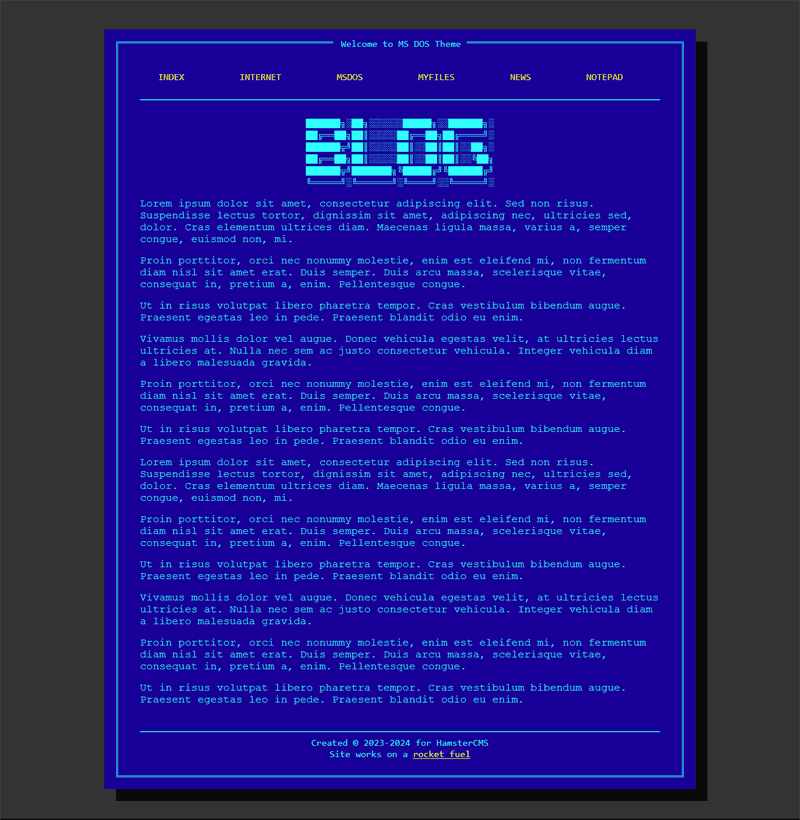 Welcome to MS DOS Theme
INDEX INTERNET MSDOS MYFILES NEWS NOTEPAD
BLOG
Lorem ipsum dolor sit amet, consectetur adipiscing elit. Sed non risus.
Suspendisse lectus tortor, dignissim sit amet, adipiscing nec, ultricies sed,
dolor. Cras elementum ultrices diam. Maecenas ligula massa, varius a, semper
congue, euismod non, mi.
Proin porttitor, orci nec nonummy molestie, enim est eleifend mi, non fermentum
diam nisl sit amet erat. Duis semper. Duis arcu massa, scelerisque vitae,
consequat in, pretium a, enim. Pellentesque congue.
Ut in risus volutpat libero pharetra tempor. Cras vestibulum bibendum augue.
Praesent egestas leo in pede. Praesent blandit odio eu enim.
Vivamus mollis dolor vel augue. Donec vehicula egestas velit, at ultricies lectus
ultricies at. Nulla nec sem ac justo consectetur vehicula. Integer vehicula diam
a libero malesuada gravida.
Proin porttitor, orci nec nonummy molestie, enim est eleifend mi, non fermentum
diam nisl sit amet erat. Duis semper. Duis arcu massa, scelerisque vitae,
consequat in, pretium a, enim. Pellentesque congue.
Ut in risus volutpat libero pharetra tempor. Cras vestibulum bibendum augue.
Praesent egestas leo in pede. Praesent blandit odio eu enim.
Lorem ipsum dolor sit amet, consectetur adipiscing elit. Sed non risus.
Suspendisse lectus tortor, dignissim sit amet, adipiscing nec, ultricies sed,
dolor. Cras elementum ultrices diam. Maecenas ligula massa, varius a, semper
congue, euismod non, mi.
Proin porttitor, orci nec nonummy molestie, enim est eleifend mi, non fermentum
diam nisl sit amet erat. Duis semper. Duis arcu massa, scelerisque vitae,
consequat in, pretium a, enim. Pellentesque congue.
Ut in risus volutpat libero pharetra tempor. Cras vestibulum bibendum augue.
Praesent egestas leo in pede. Praesent blandit odio eu enim.
Vivamus mollis dolor vel augue. Donec vehicula egestas velit, at ultricies lectus
ultricies at. Nulla nec sem ac justo consectetur vehicula. Integer vehicula diam
a libero malesuada gravida.
Proin porttitor, orci nec nonummy molestie, enim est eleifend mi, non fermentum
diam nisl sit amet erat. Duis semper. Duis arcu massa, scelerisque vitae,
consequat in, pretium a, enim. Pellentesque congue.
Ut in risus volutpat libero pharetra tempor. Cras vestibulum bibendum augue.
Praesent egestas leo in pede. Praesent blandit odio eu enim.
Created © 2023-2024 for HamsterCMS
Site works on a rocket fuel